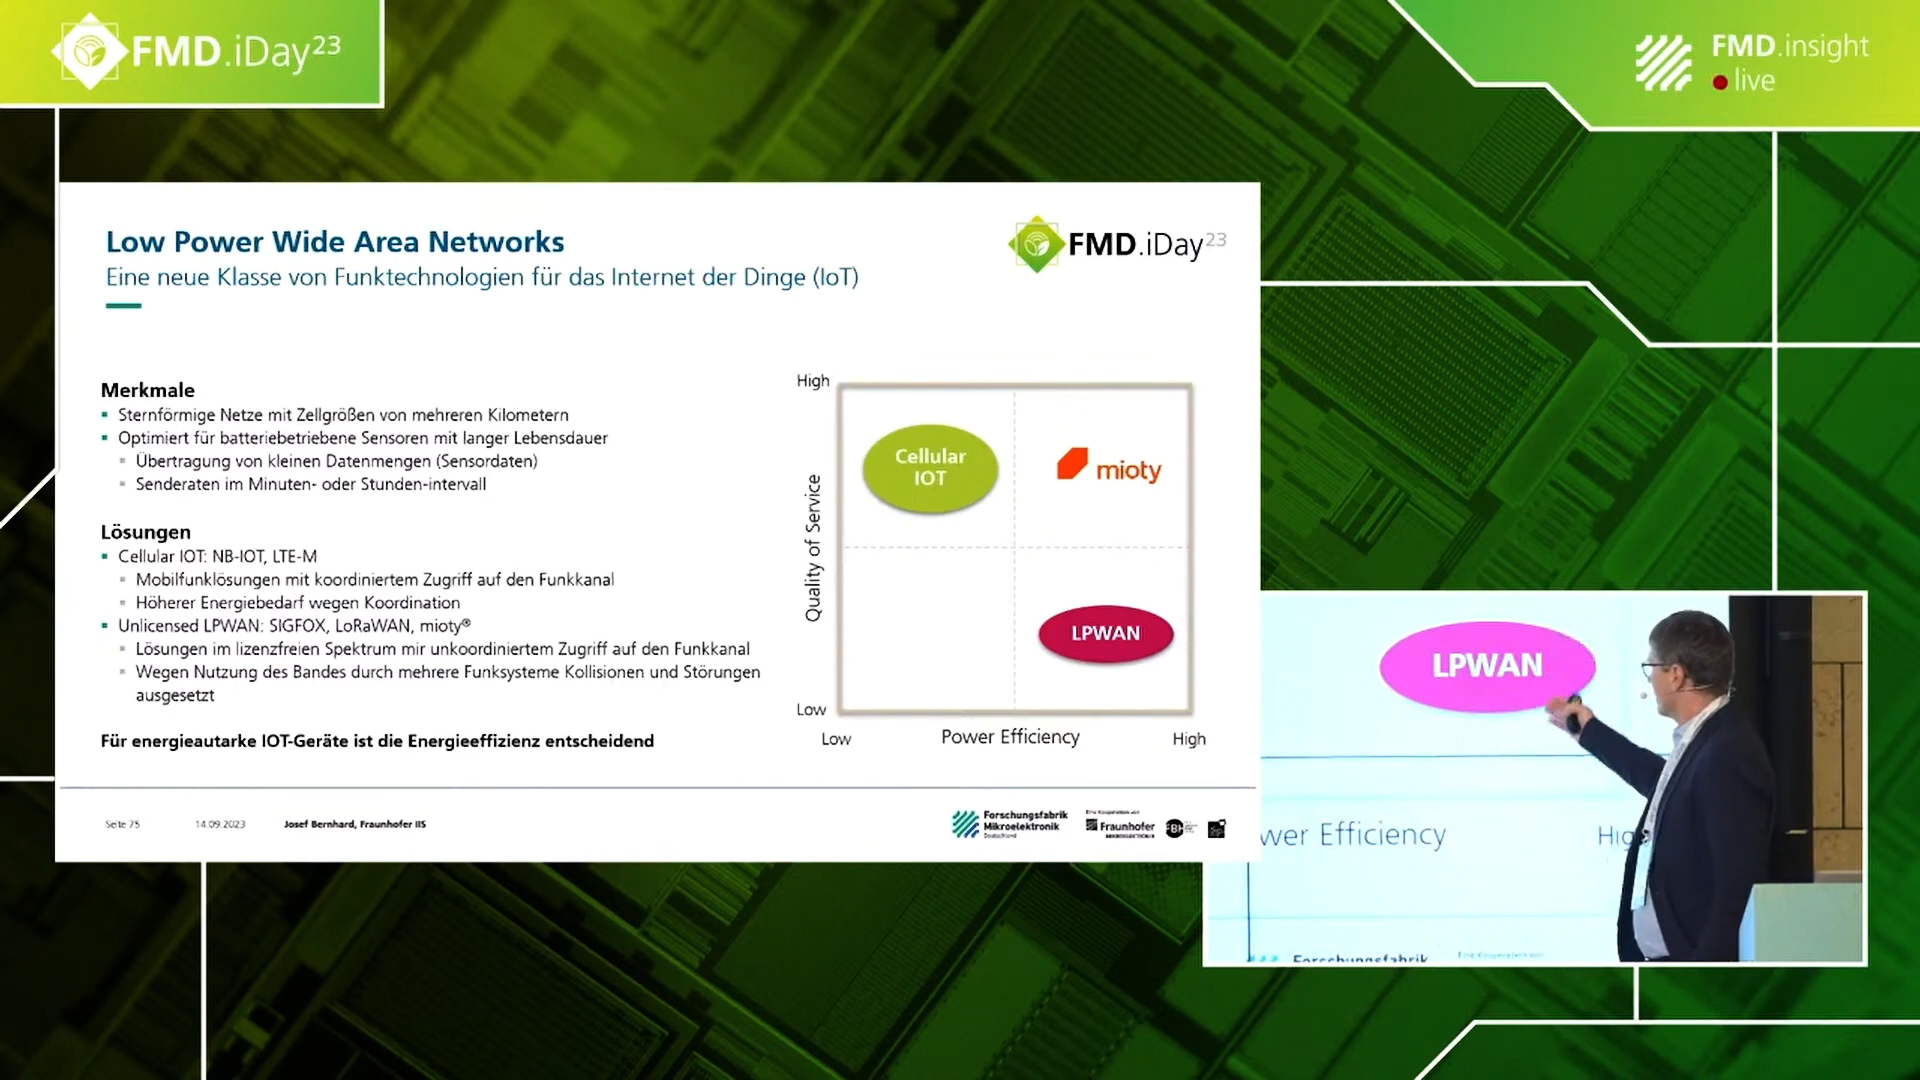 FMD.iDay23
FMD.insight
live
Low Power Wide Area Networks
Eine neue Klasse von Funktechnologien für das Internet der Dinge (IoT)
FMD.iDay23
Merkmale
Sternförmige Netze mit Zellgrößen von mehreren Kilometern
Optimiert für batteriebetriebene Sensoren mit langer Lebensdauer
Übertragung von kleinen Datenmengen (Sensordaten)
Senderaten im Minuten- oder Stunden-intervall
Lösungen
Cellular IOT: NB-IOT, LTE-M
Mobilfunklösungen mit koordiniertem Zugriff auf den Funkkanal
Höherer Energiebedarf wegen Koordination
Unlicensed LPWAN: SIGFOX, LoRaWAN, mioty®
Lösungen im lizenzfreien Spektrum mir unkoordiniertem Zugriff auf den Funkkanal
Wegen Nutzung des Bandes durch mehrere Funksysteme Kollisionen und Störungen
ausgesetzt
Für energieautarke IOT-Geräte ist die Energieeffizienz entscheidend
High
Quality of Service
Cellular
IOT
mioty
LPWAN
Low
Low
Power Efficiency
High
Seite 75
14.09.2023
Josef Bernhard, Fraunhofer IIS
Forschungsfabrik
Mikroelektronik
Deutschland
Eine Kooperation von
Fraunhofer
MIKROELEKTRONIK
FBH
LPWAN
wer Efficiency
Hig
Forschungsfabrik